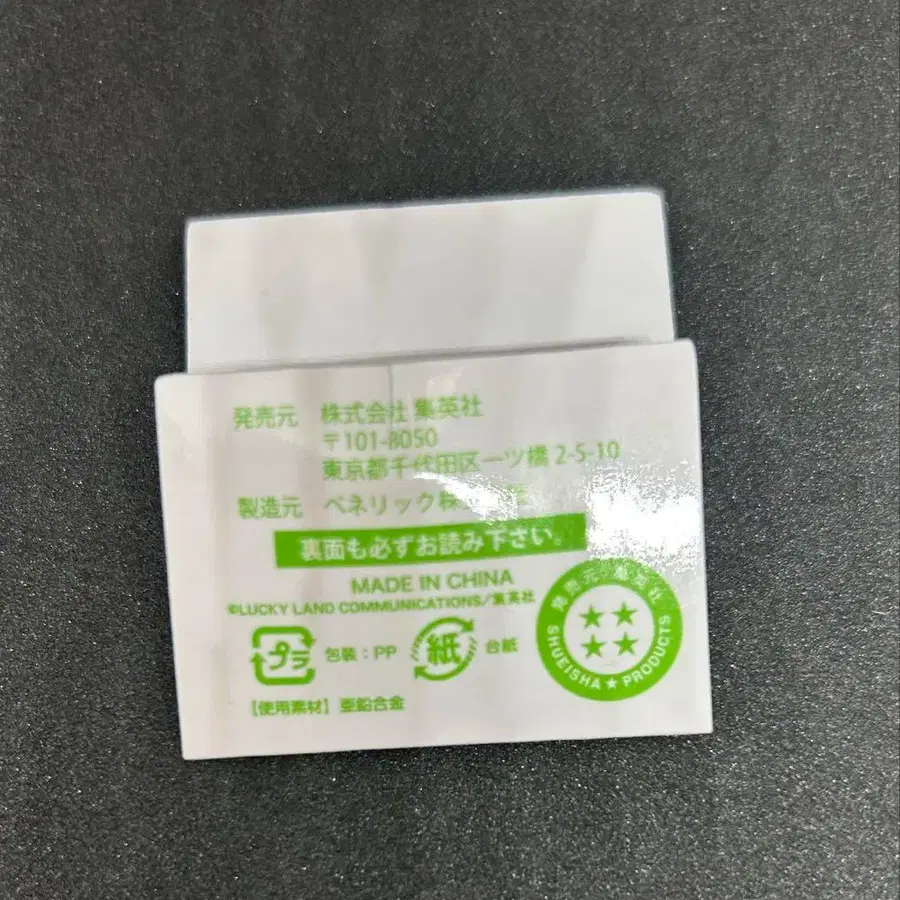 発売元 株式会社 集英社
〒101-8050
東京都千代田区一ツ橋 2-5-10
製造元 ベネリック株
裏面も必ずお読み下さい。
MADE IN CHINA
©LUCKY LAND COMMUNICATIONS/集英社
プラ 包装：PP 紙 台紙
発売元 集英社
SHUEISHA★PRODUCTS
【使用素材】亜鉛合金